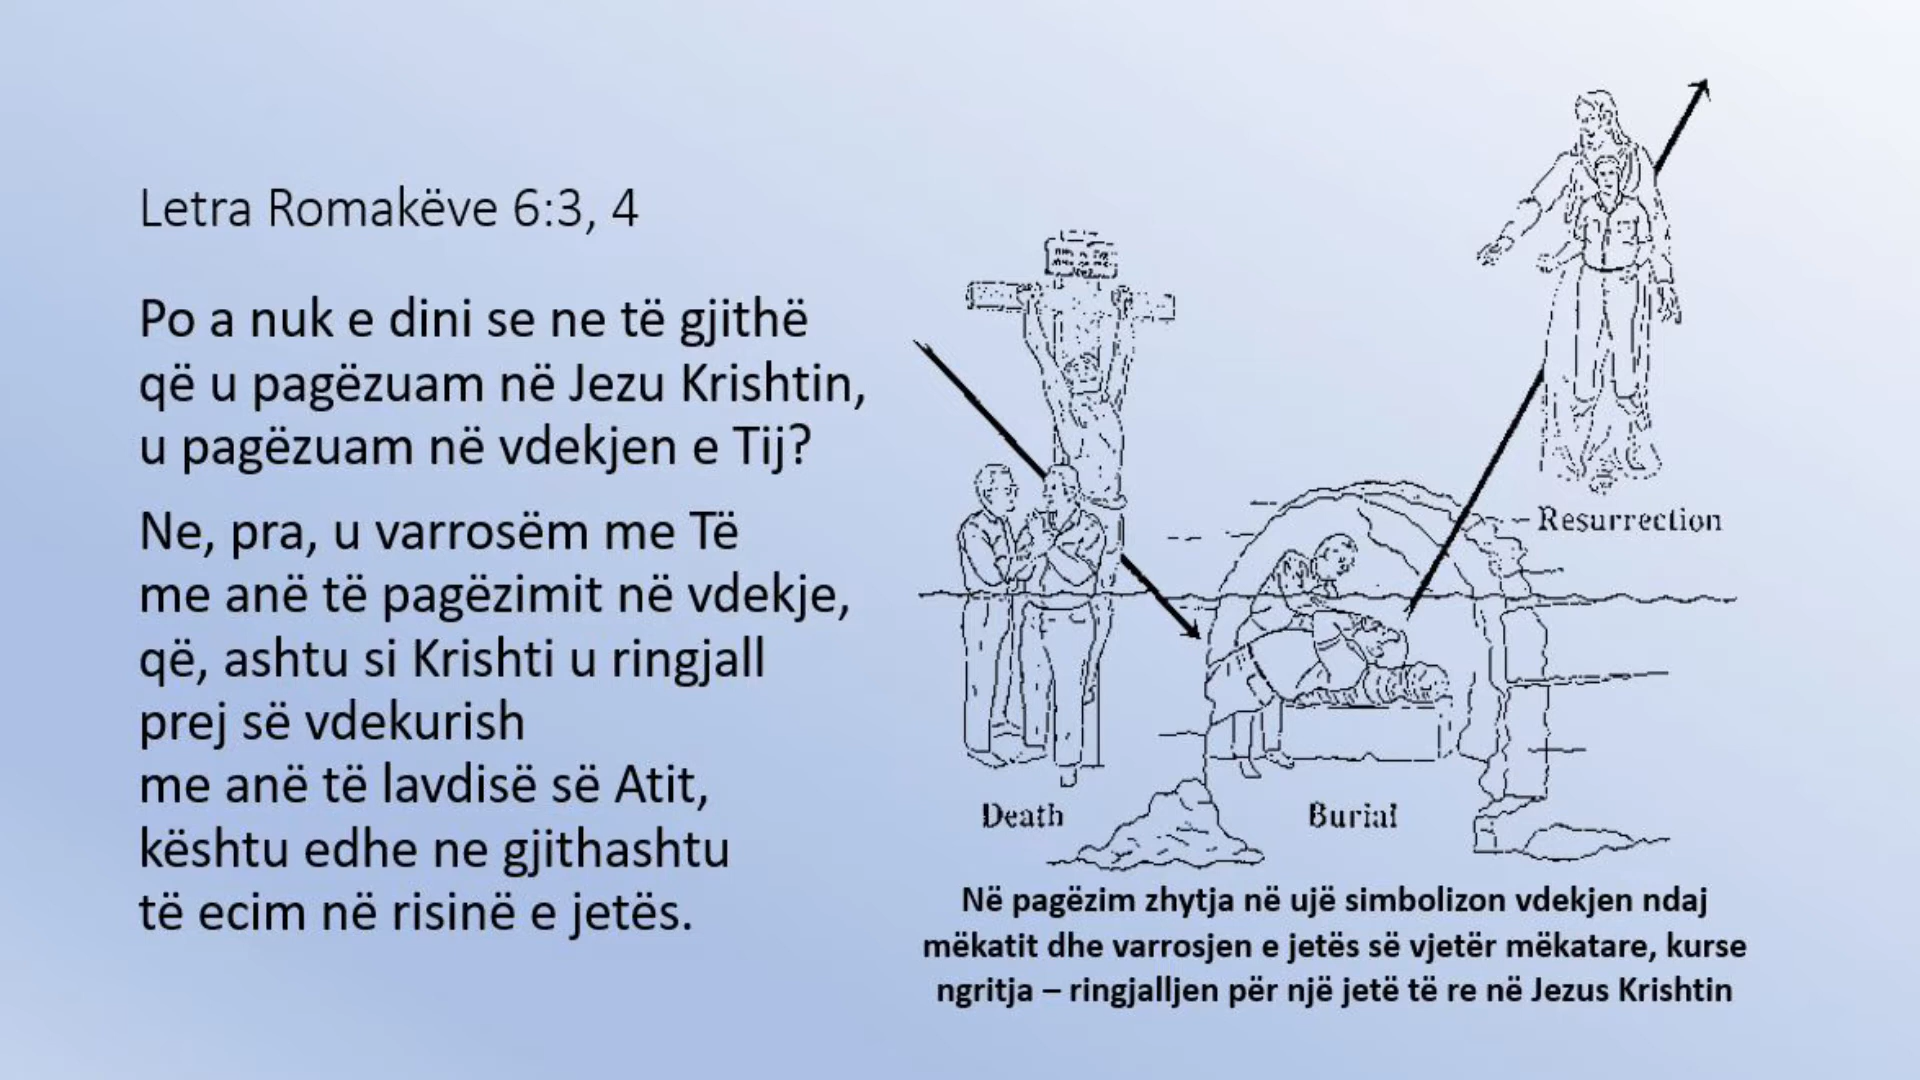 Letra Romakëve 6:3, 4
Po a nuk e dini se ne të gjithë
që u pagëzuam në Jezu Krishtin,
u pagëzuam në vdekjen e Tij?
Ne, pra, u varrosëm me Të
me anë të pagëzimit në vdekje,
që, ashtu si Krishti u ringjall
prej së vdekurish
me anë të lavdisë së Atit,
kështu edhe ne gjithashtu
të ecim në risinë e jetës.
Resurrection
Death
Burial
Në pagëzim zhytja në ujë simbolizon vdekjen ndaj
mëkatit dhe varrosjen e jetës së vjetër mëkatare, kurse
ngritja – ringjalljen për një jetë të re në Jezus Krishtin